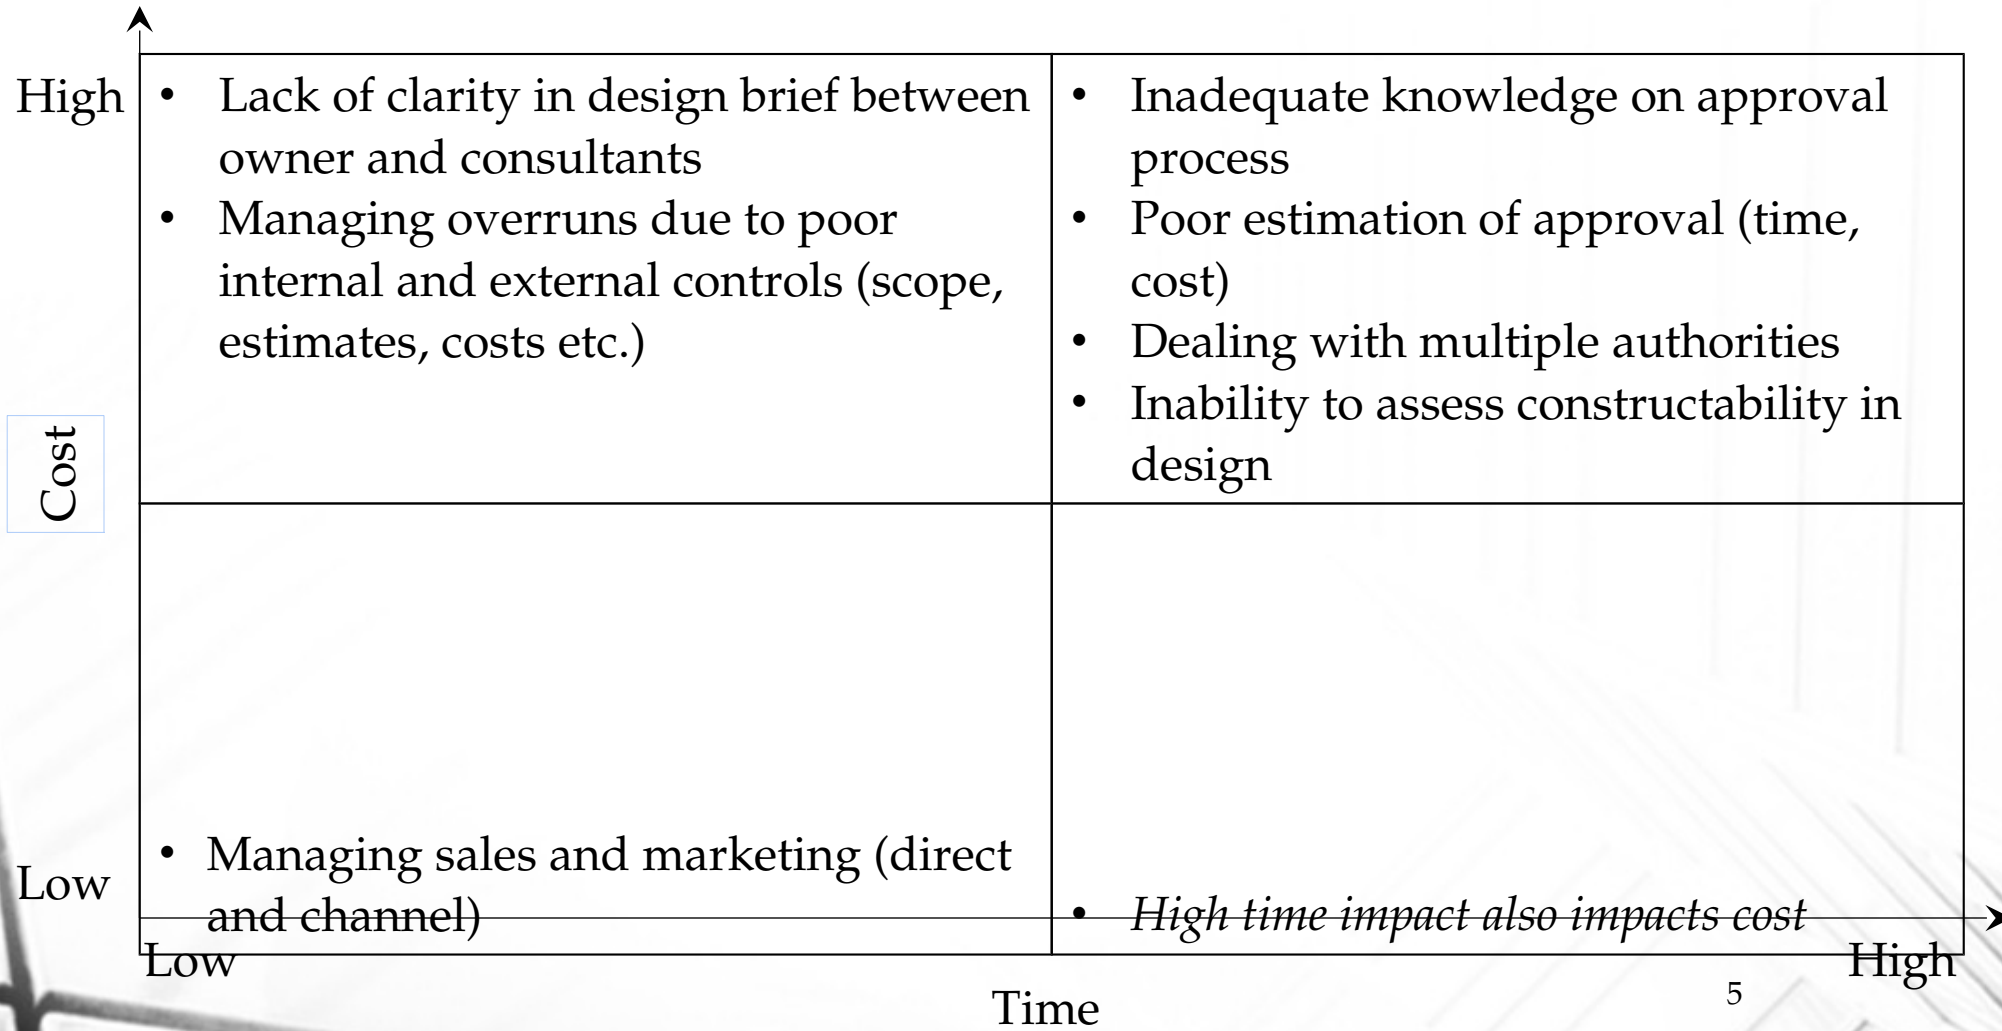 High
• Lack of clarity in design brief between
owner and consultants
• Managing overruns due to poor
internal and external controls (scope,
estimates, costs etc.)
• Inadequate knowledge on approval
process
• Poor estimation of approval (time,
cost)
• Dealing with multiple authorities
• Inability to assess constructability in
design
Cost
• Managing sales and marketing (direct
and channel)
• High time impact also impacts cost
Low
Low
High
Time
5